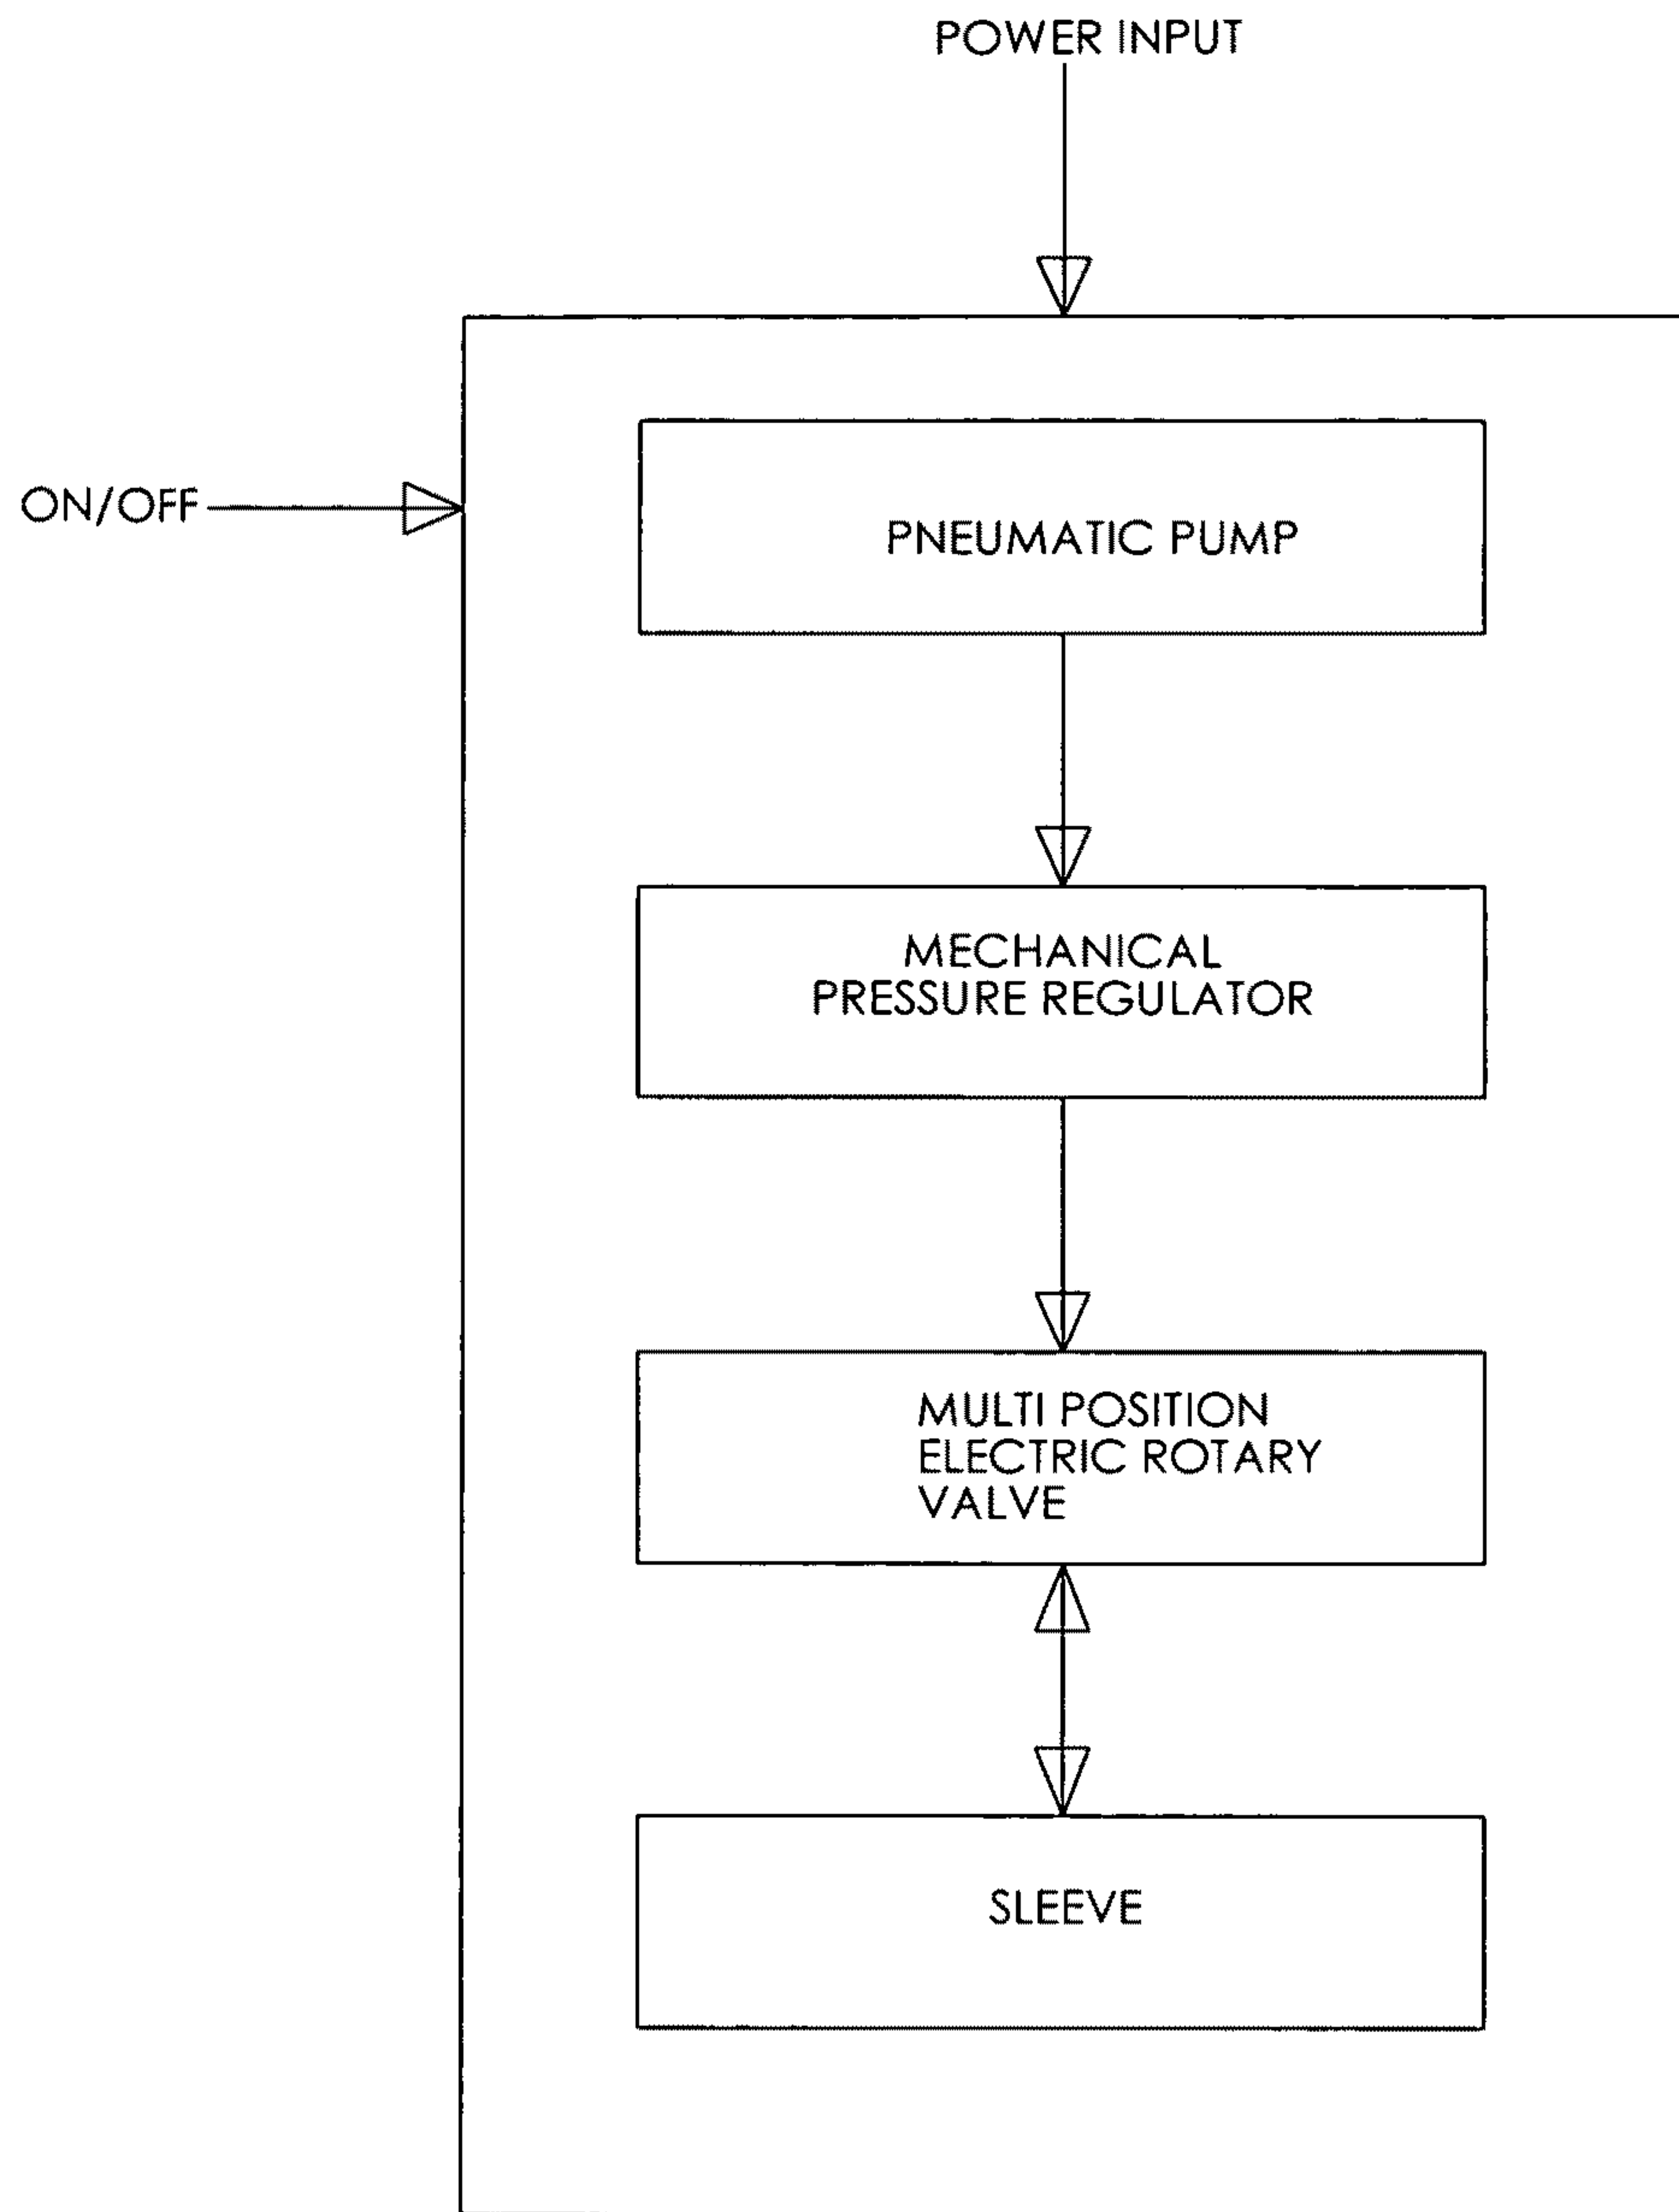 POWER INPUT
ON/OFF
PNEUMATIC PUMP
MECHANICAL
PRESSURE REGULATOR
MULTI POSITION
ELECTRIC ROTARY
VALVE
SLEEVE